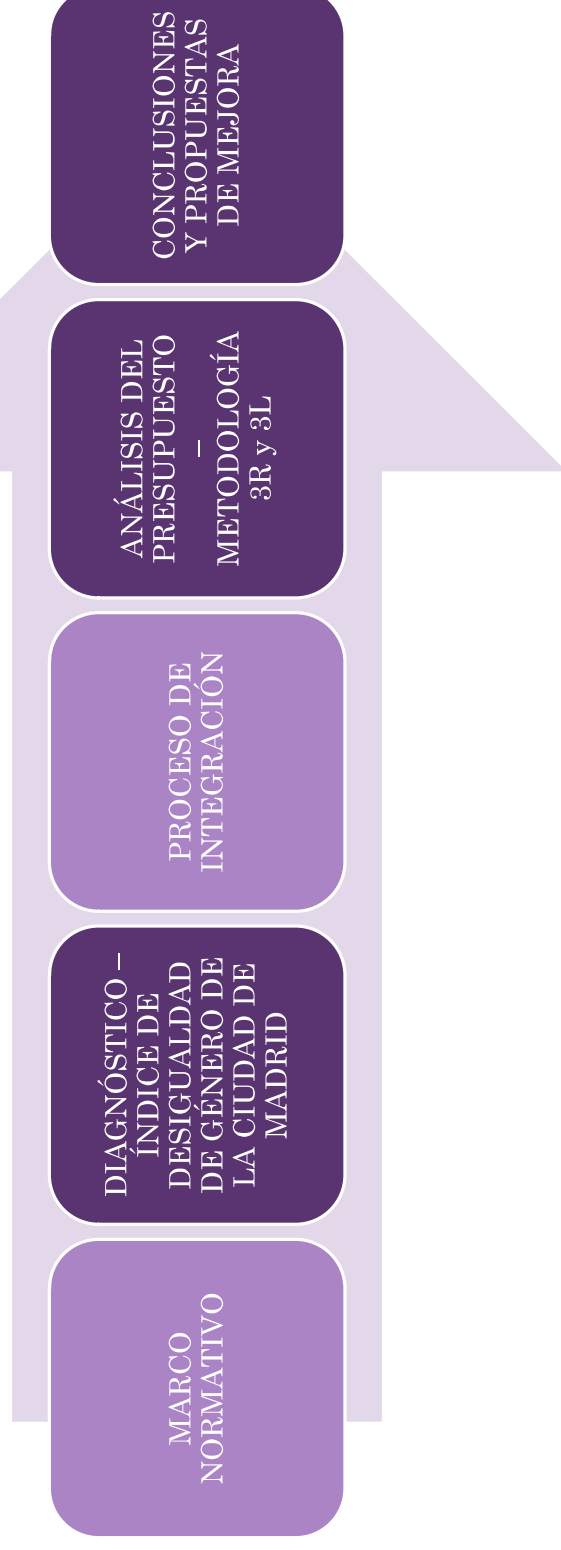 MARCO
NORMATIVO
DIAGNÓSTICO –
ÍNDICE DE
DESIGUALDAD
DE GÉNERO DE
LA CIUDAD DE
MADRID
PROCESO DE
INTEGRACIÓN
ANÁLISIS DEL
PRESUPUESTO
–
METODOLOGÍA
3R y 3L
CONCLUSIONES
Y PROPUESTAS
DE MEJORA